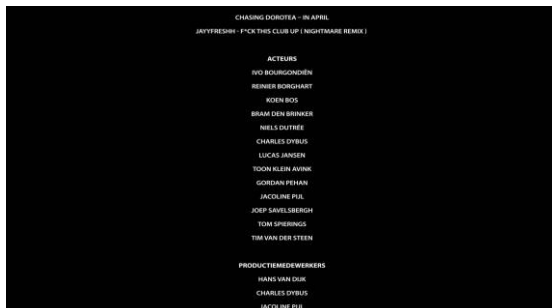 CHASING DOROTEA – IN APRIL
JAYYFRESHH - F*CK THIS CLUB UP ( NIGHTMARE REMIX )
ACTEURS
IVO BOURGONDIËN
REINIER BORGHART
KOEN BOS
BRAM DEN BRINKER
NIELS DUTRÉE
CHARLES DYBUS
LUCAS JANSEN
TOON KLEIN AVINK
GORDAN PEHAN
JACOLINE PIJL
JOEP SAVELSBERGH
TOM SPIERINGS
TIM VAN DER STEEN
PRODUCTIEMEDEWERKERS
HANS VAN DIJK
CHARLES DYBUS
JACOLINE PIJL